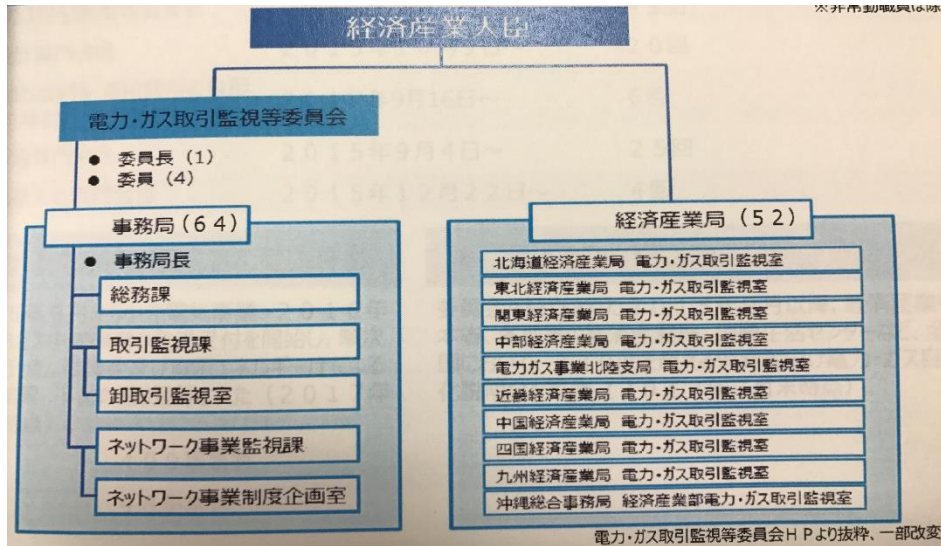 ※非常勤職員は除
経済産業大臣
電力・ガス取引監視等委員会
● 委員長（1）
● 委員（4）
事務局（64）
● 事務局長
総務課
取引監視課
卸取引監視室
ネットワーク事業監視課
ネットワーク事業制度企画室
経済産業局（52）
北海道経済産業局 電力・ガス取引監視室
東北経済産業局 電力・ガス取引監視室
関東経済産業局 電力・ガス取引監視室
中部経済産業局 電力・ガス取引監視室
電力ガス事業北陸支局 電力・ガス取引監視室
近畿経済産業局 電力・ガス取引監視室
中国経済産業局 電力・ガス取引監視室
四国経済産業局 電力・ガス取引監視室
九州経済産業局 電力・ガス取引監視室
沖縄総合事務局 経済産業部電力・ガス取引監視室
電力・ガス取引監視等委員会HPより抜粋、一部改変